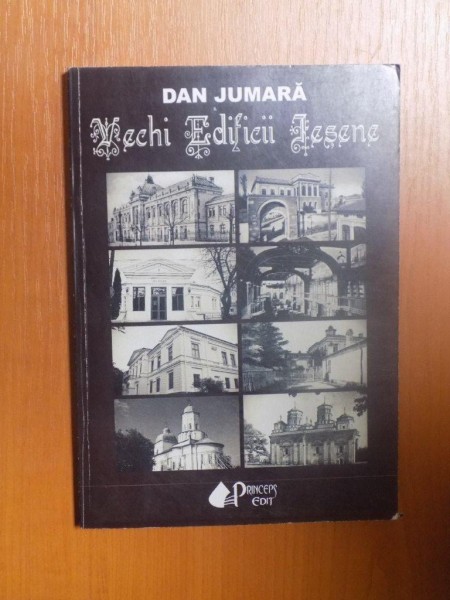 DAN JUMARĂ
Vechi Edificii Ieșene
PRINCEPS
EDIT